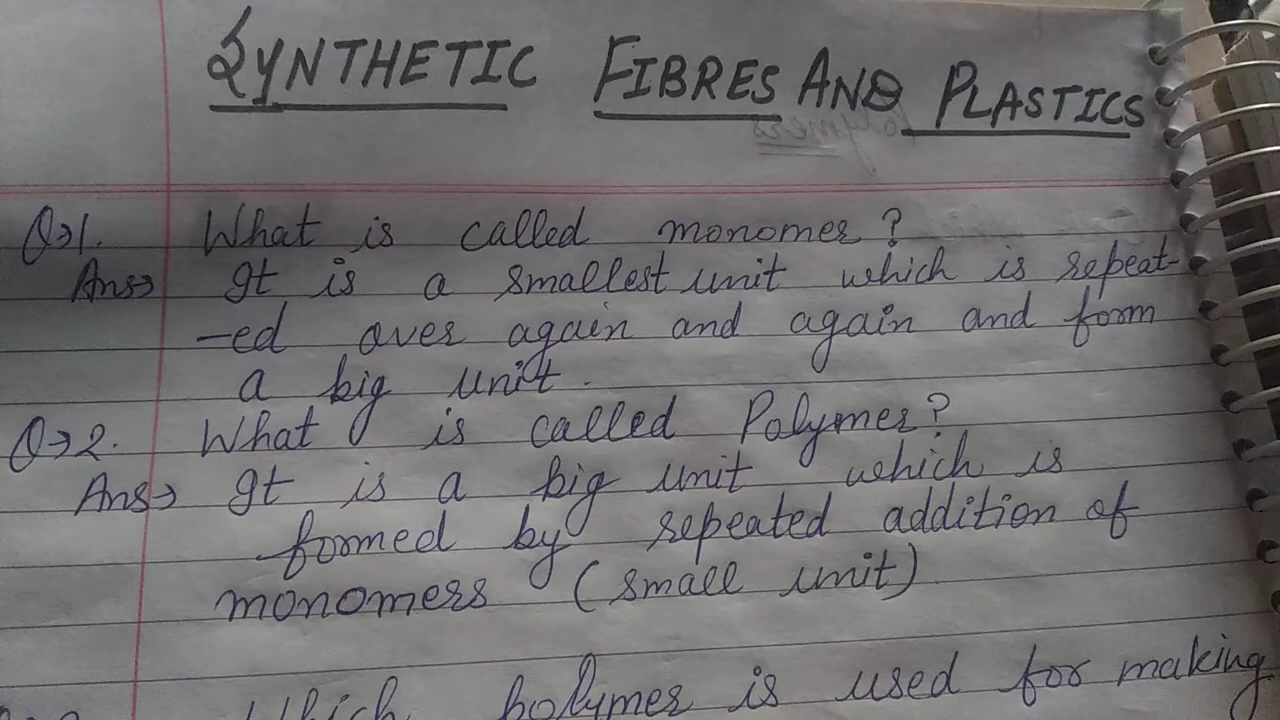 SYNTHETIC FIBRES AND PLASTICS
Q→1. What is called monomer?
Ans→ It is a smallest unit which is repeat-
-ed over again and again and form
a big unit.
Q→2. What is called Polymer?
Ans→ It is a big unit which is
formed by repeated addition of
monomers (small unit)
Which polymer is used for making